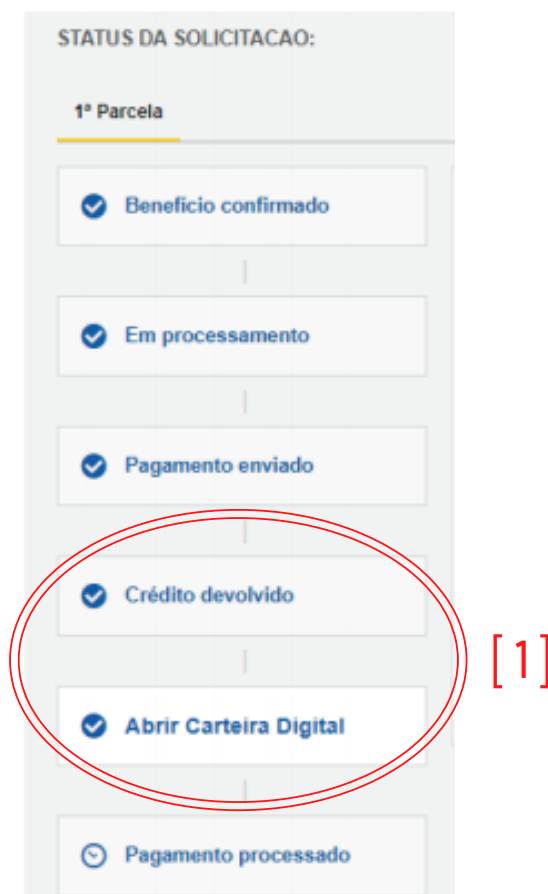 STATUS DA SOLICITACAO:
1ª Parcela
Benefício confirmado
Em processamento
Pagamento enviado
Crédito devolvido
[1]
Abrir Carteira Digital
Pagamento processado